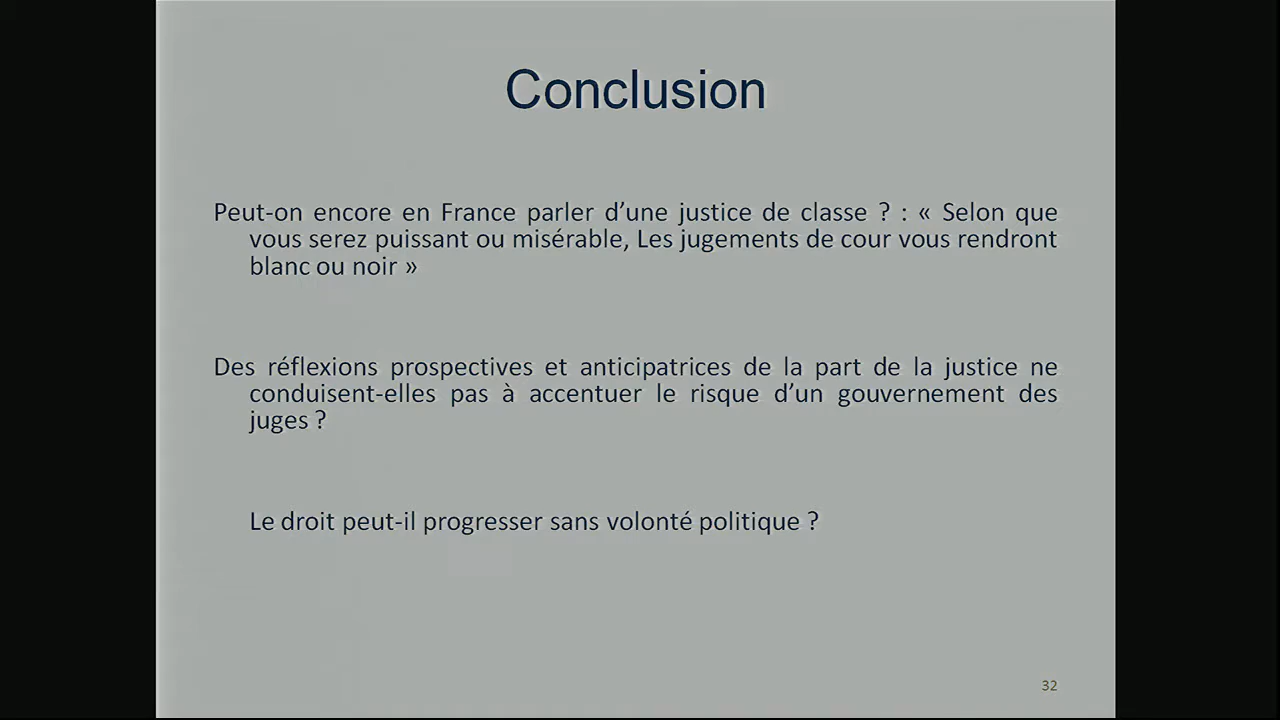 Conclusion
Peut-on encore en France parler d’une justice de classe ? : « Selon que
vous serez puissant ou misérable, Les jugements de cour vous rendront
blanc ou noir »
Des réflexions prospectives et anticipatrices de la part de la justice ne
conduisent-elles pas à accentuer le risque d’un gouvernement des
juges ?
Le droit peut-il progresser sans volonté politique ?
32